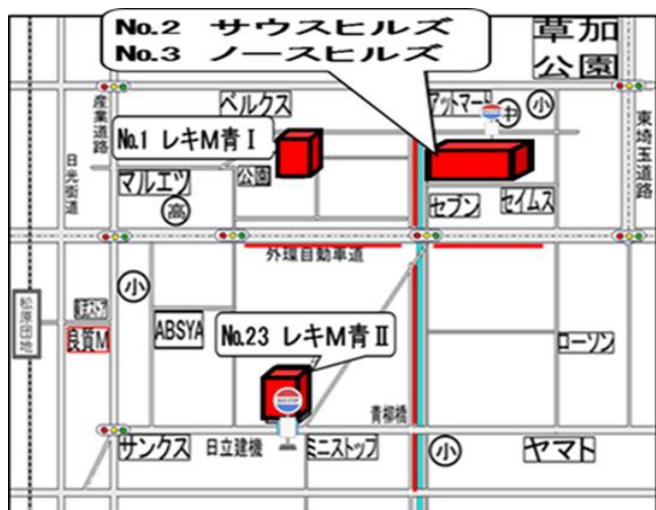 No.2 サウスヒルズ
No.3 ノースヒルズ
草加
公園
ベルクス
アットマート
キ
小
産業道路
No.1 レキM青Ⅰ
東埼玉道路
日光街道
マルエツ
公園
高
セブン
セイムス
外環自動車道
小
松原団地
良質M
ABSYA
No.23 レキM青Ⅱ
ローソン
青柳橋
サンクス
日立建機
ミニストップ
小
ヤマト